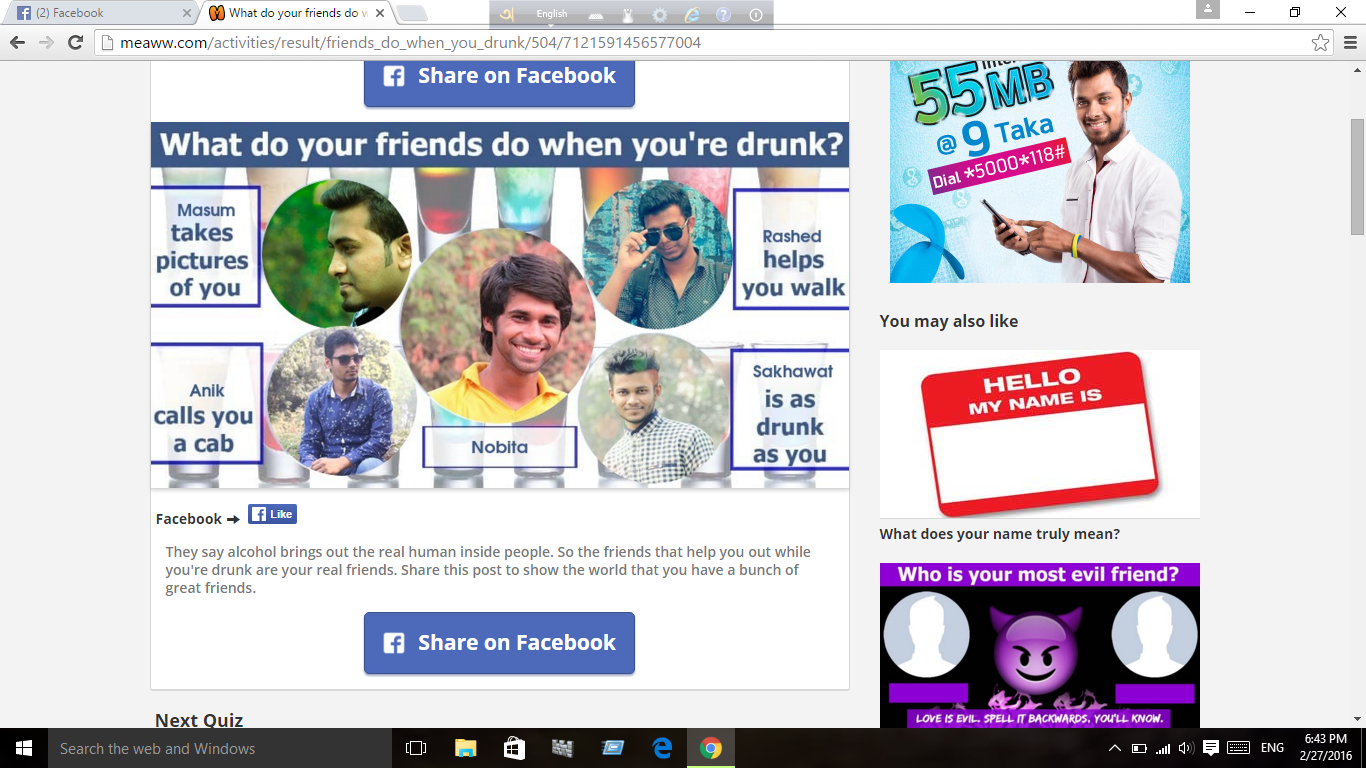 (2) Facebook
What do your friends do w
অ
English
meaww.com/activities/result/friends_do_when_you_drunk/504/7121591456577004
Share on Facebook
What do your friends do when you're drunk?
Masum
takes
pictures
of you
Rashed
helps
you walk
Anik
calls you
a cab
Nobita
Sakhawat
is as
drunk
as you
Facebook
Like
They say alcohol brings out the real human inside people. So the friends that help you out while
you're drunk are your real friends. Share this post to show the world that you have a bunch of
great friends.
Share on Facebook
Next Quiz
55
MB
@ 9 Taka
Dial *5000*118#
You may also like
HELLO
MY NAME IS
What does your name truly mean?
Who is your most evil friend?
LOVE IS EVIL. SPELL IT BACKWARDS, YOU'LL KNOW.
Search the web and Windows
ENG
6:43 PM
2/27/2016